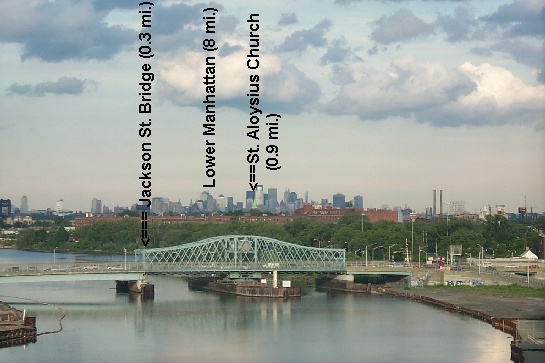 <==Jackson St. Bridge (0.3 mi.)
Lower Manhattan (8 mi.)
<==St. Aloysius Church
(0.9 mi.)